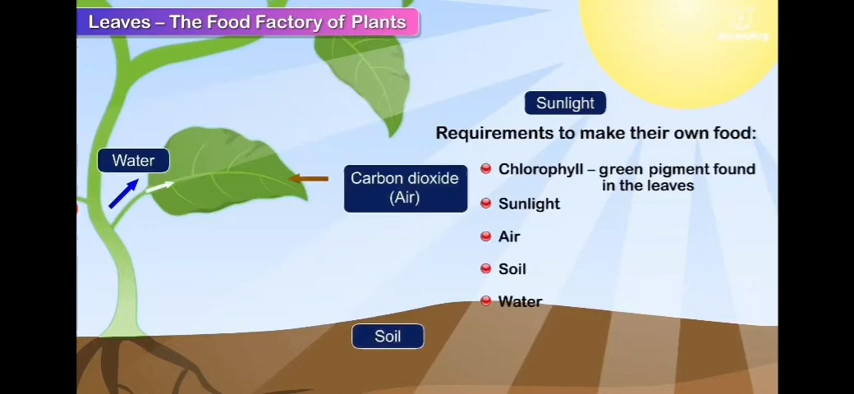 Leaves – The Food Factory of Plants
Sunlight
Requirements to make their own food:
Water
Carbon dioxide
(Air)
Chlorophyll – green pigment found
in the leaves
Sunlight
Air
Soil
Water
Soil